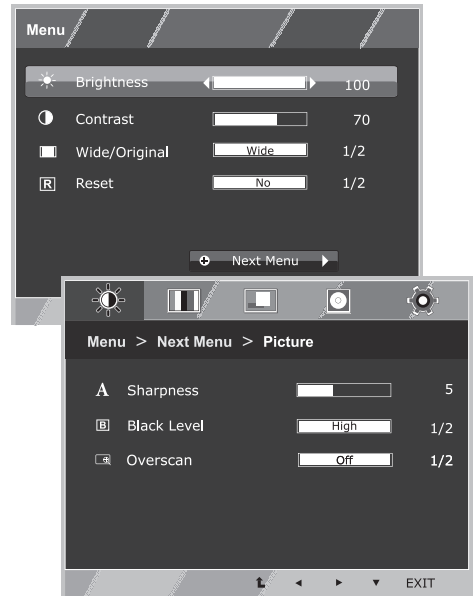 Menu
Brightness 100
Contrast 70
Wide/Original Wide 1/2
R Reset No 1/2
Next Menu
Menu > Next Menu > Picture
A Sharpness 5
B Black Level High 1/2
Overscan Off 1/2
EXIT